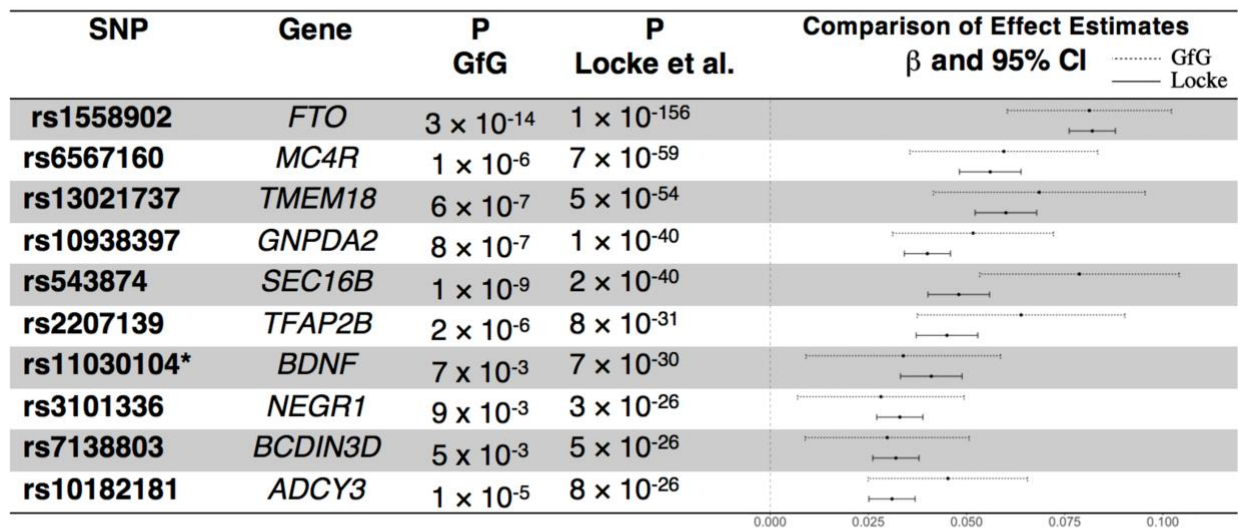 SNP Gene P GfG P Locke et al. Comparison of Effect Estimates
β and 95% CI
GfG
Locke
rs1558902 FTO 3 × 10-14 1 × 10-156
rs6567160 MC4R 1 × 10-6 7 × 10-59
rs13021737 TMEM18 6 × 10-7 5 × 10-54
rs10938397 GNPDA2 8 × 10-7 1 × 10-40
rs543874 SEC16B 1 × 10-9 2 × 10-40
rs2207139 TFAP2B 2 × 10-6 8 × 10-31
rs11030104* BDNF 7 x 10-3 7 × 10-30
rs3101336 NEGR1 9 × 10-3 3 × 10-26
rs7138803 BCDIN3D 5 x 10-3 5 × 10-26
rs10182181 ADCY3 1 × 10-5 8 × 10-26
0.000 0.025 0.050 0.075 0.100